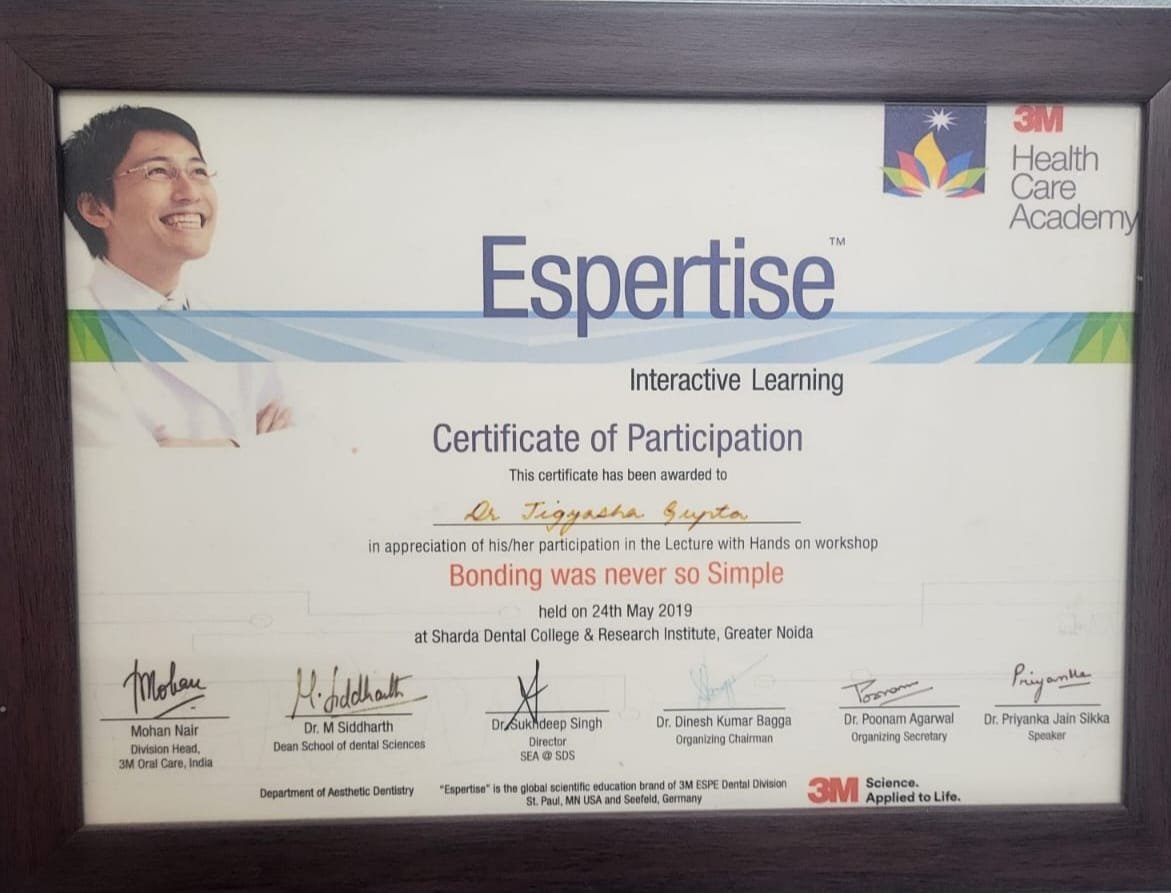 3M
Health
Care
Academy
Espertise™
Interactive Learning
Certificate of Participation
This certificate has been awarded to
Dr Jigyasha Gupta
in appreciation of his/her participation in the Lecture with Hands on workshop
Bonding was never so Simple
held on 24th May 2019
at Sharda Dental College & Research Institute, Greater Noida
Mohan
M. Siddharth
Poonam
Priyanka
Mohan Nair
Division Head,
3M Oral Care, India
Dr. M Siddharth
Dean School of dental Sciences
Dr. Sukhdeep Singh
Director
SEA @ SDS
Dr. Dinesh Kumar Bagga
Organizing Chairman
Dr. Poonam Agarwal
Organizing Secretary
Dr. Priyanka Jain Sikka
Speaker
Department of Aesthetic Dentistry
"Espertise" is the global scientific education brand of 3M ESPE Dental Division
St. Paul, MN USA and Seefeld, Germany
3M Science.
Applied to Life.